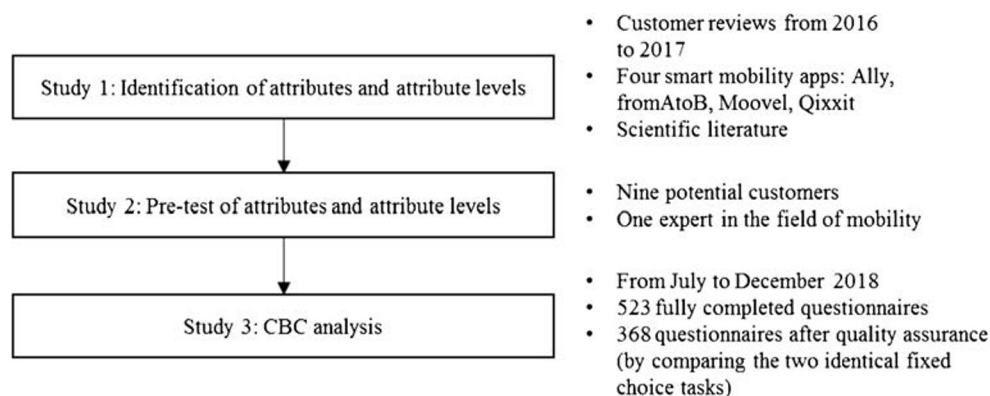 Study 1: Identification of attributes and attribute levels
• Customer reviews from 2016
to 2017
• Four smart mobility apps: Ally,
fromAtoB, Moovel, Qixxit
• Scientific literature
Study 2: Pre-test of attributes and attribute levels
• Nine potential customers
• One expert in the field of mobility
Study 3: CBC analysis
• From July to December 2018
• 523 fully completed questionnaires
• 368 questionnaires after quality assurance
(by comparing the two identical fixed
choice tasks)